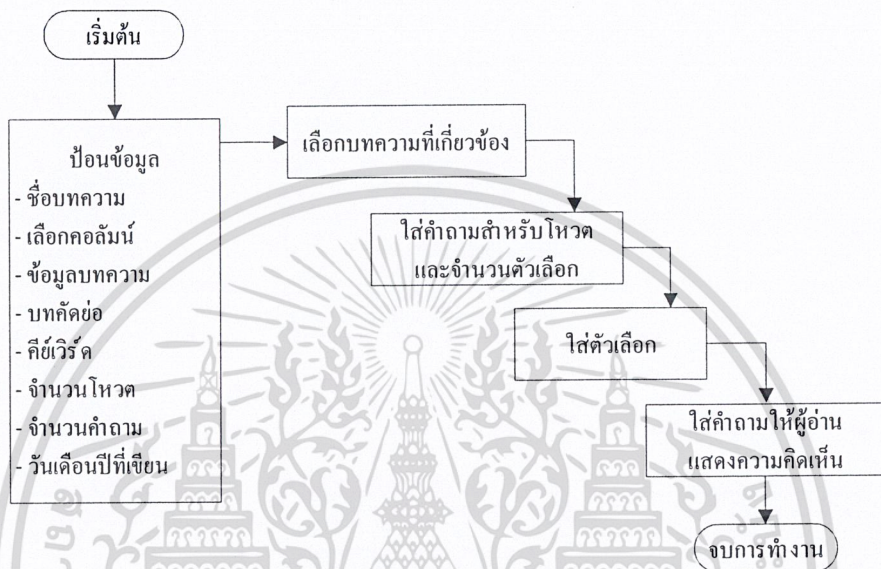 เริ่มต้น
ป้อนข้อมูล
- ชื่อบทความ
- เลือกคอลัมน์
- ข้อมูลบทความ
- บทคัดย่อ
- คีย์เวิร์ด
- จำนวนโหวต
- จำนวนคำถาม
- วันเดือนปีที่เขียน
เลือกบทความที่เกี่ยวข้อง
ใส่คำถามสำหรับโหวต
และจำนวนตัวเลือก
ใส่ตัวเลือก
ใส่คำถามให้ผู้อ่าน
แสดงความคิดเห็น
จบการทำงาน